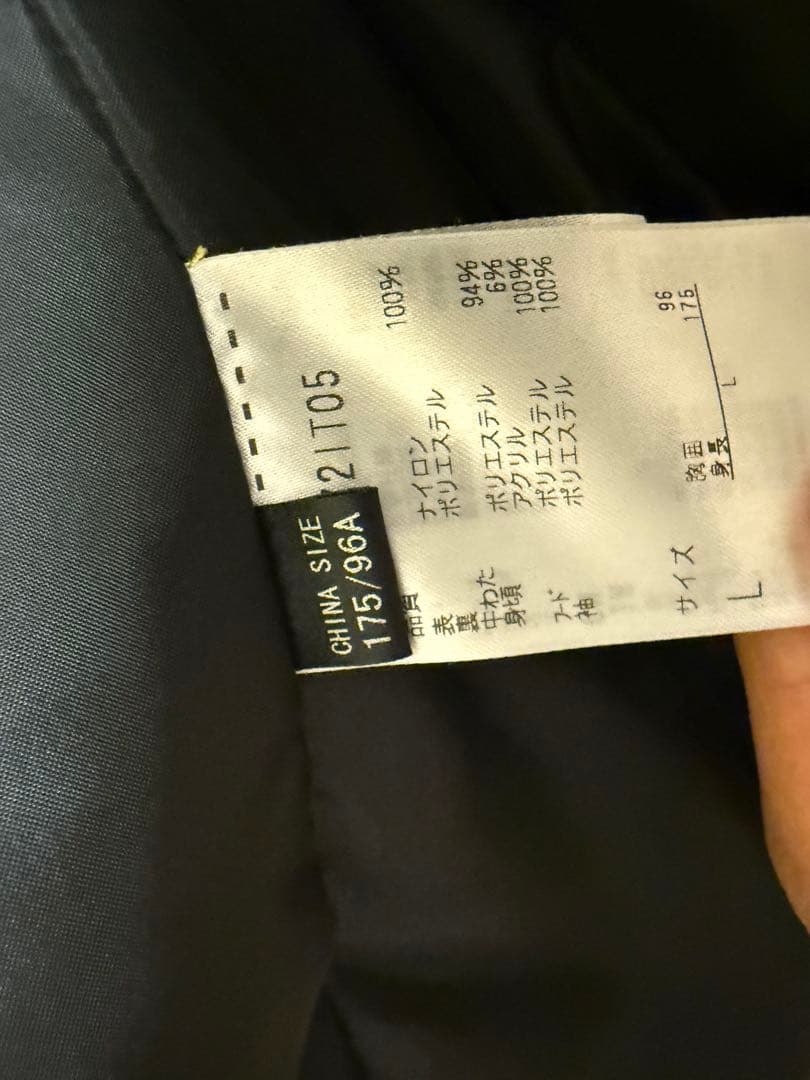 CHINA SIZE
175/96A
21T05
品質
表 ナイロン 100%
裏 ポリエステル
中わた
身頃 ポリエステル 94%
アクリル 6%
フード ポリエステル 100%
袖 ポリエステル 100%
サイズ 胸囲 96
身長 175
L L